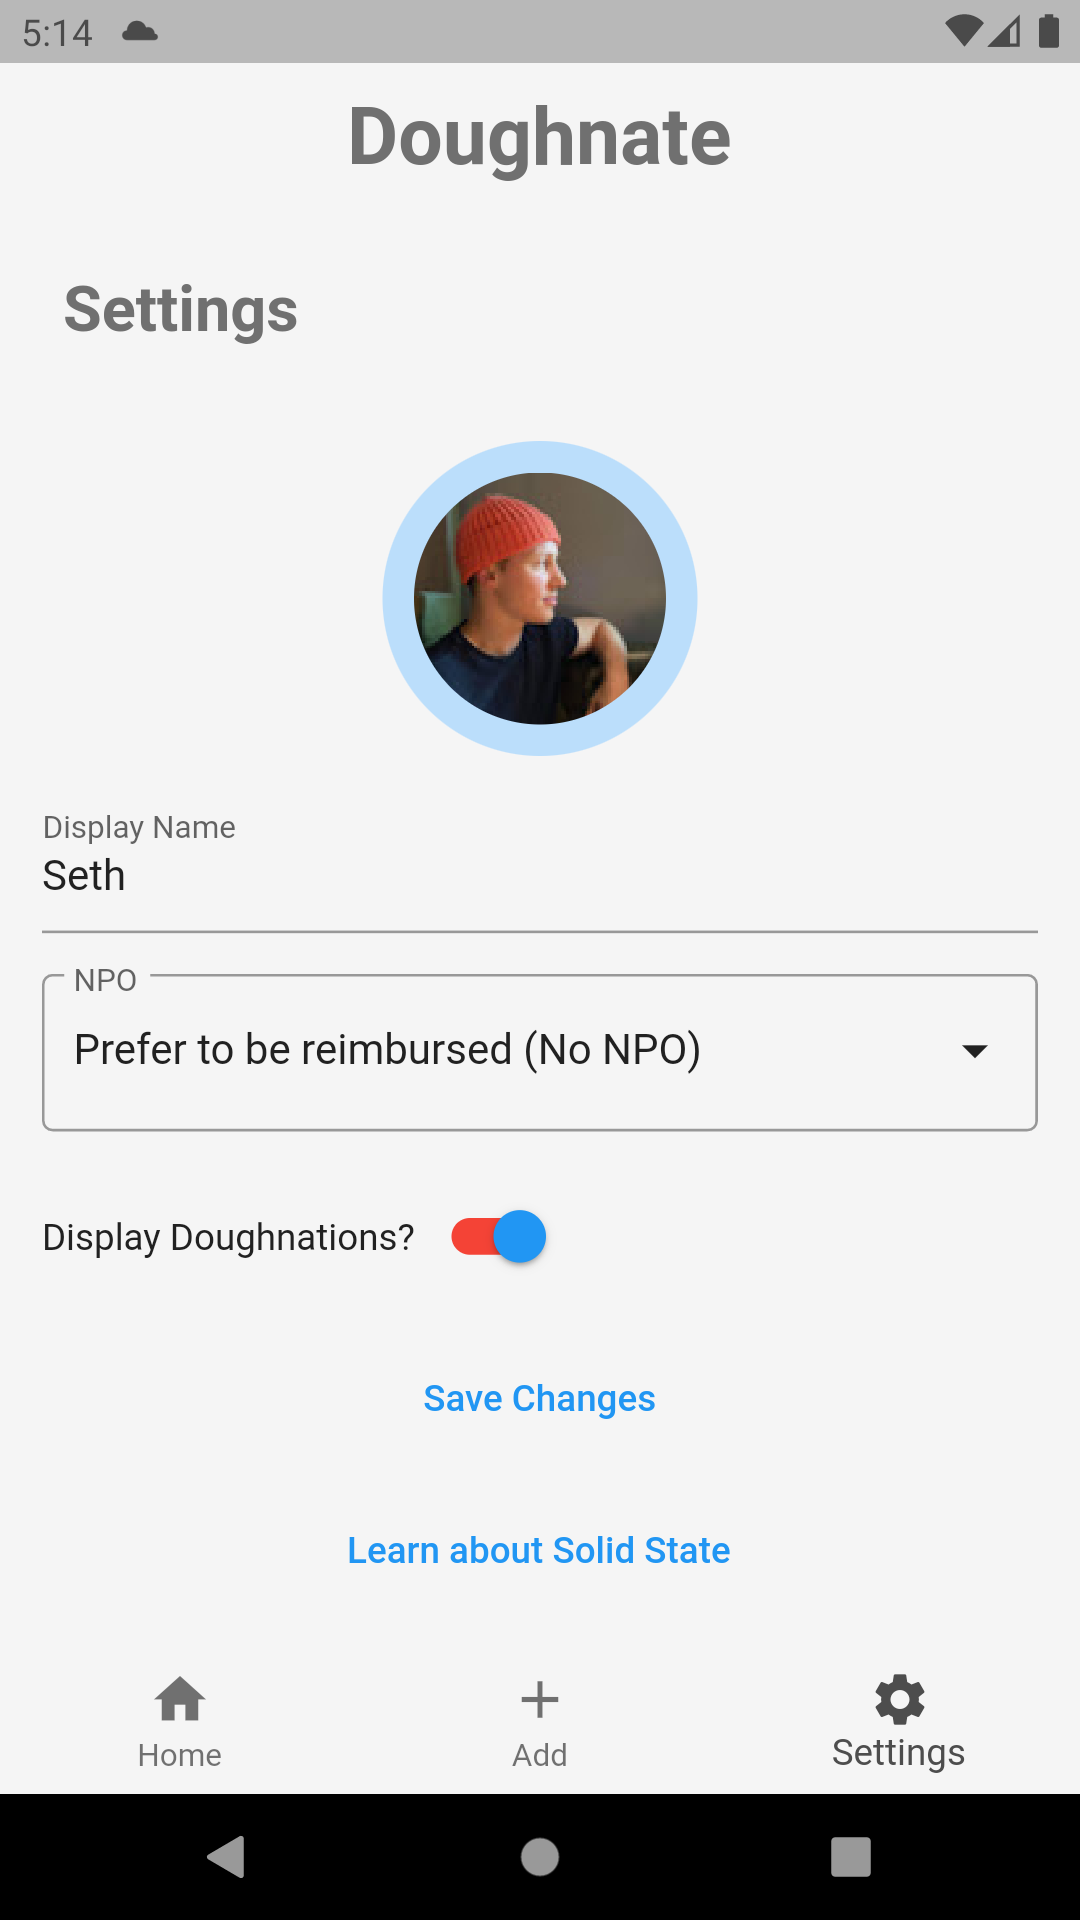 5:14
Doughnate
Settings
Display Name
Seth
NPO
Prefer to be reimbursed (No NPO)
Display Doughnations?
Save Changes
Learn about Solid State
Home
Add
Settings